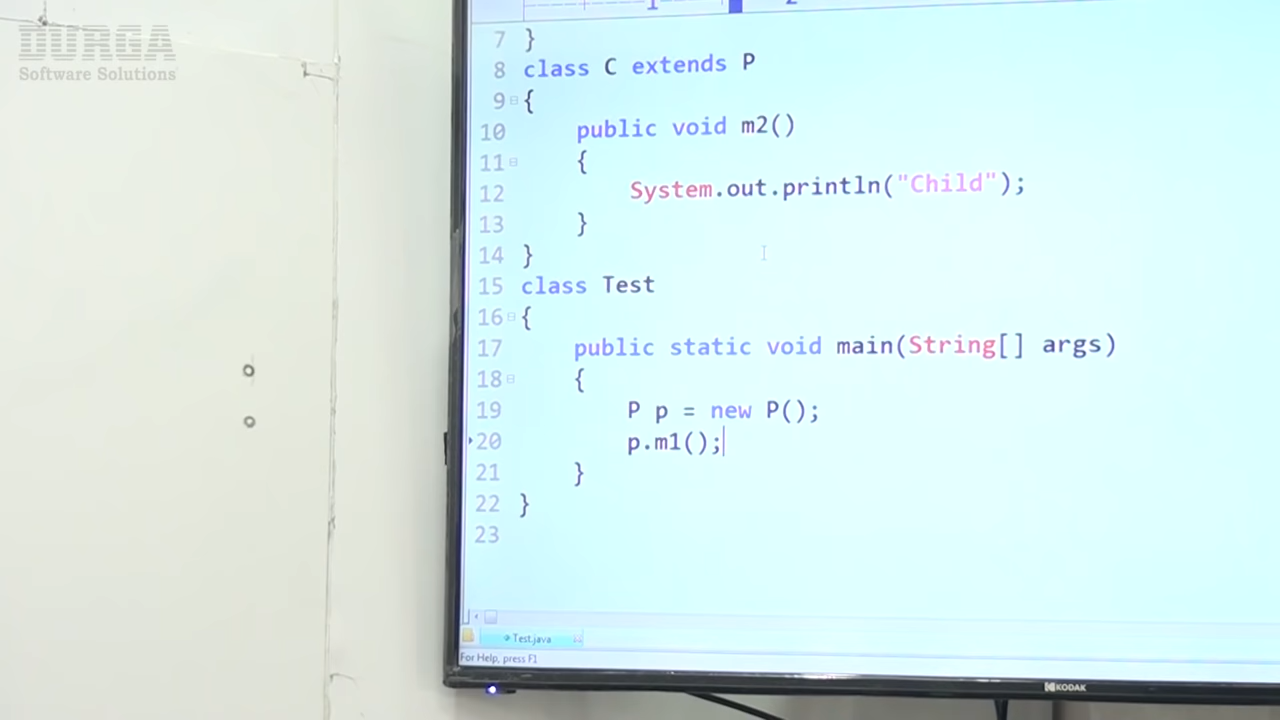 DURGA
Software Solutions
1 2
7 }
8 class C extends P
9 {
10 public void m2()
11 {
12 System.out.println("Child");
13 }
14 }
15 class Test
16 {
17 public static void main(String[] args)
18 {
19 P p = new P();
20 p.m1();
21 }
22 }
23
Test.java
For Help, press F1
KODAK